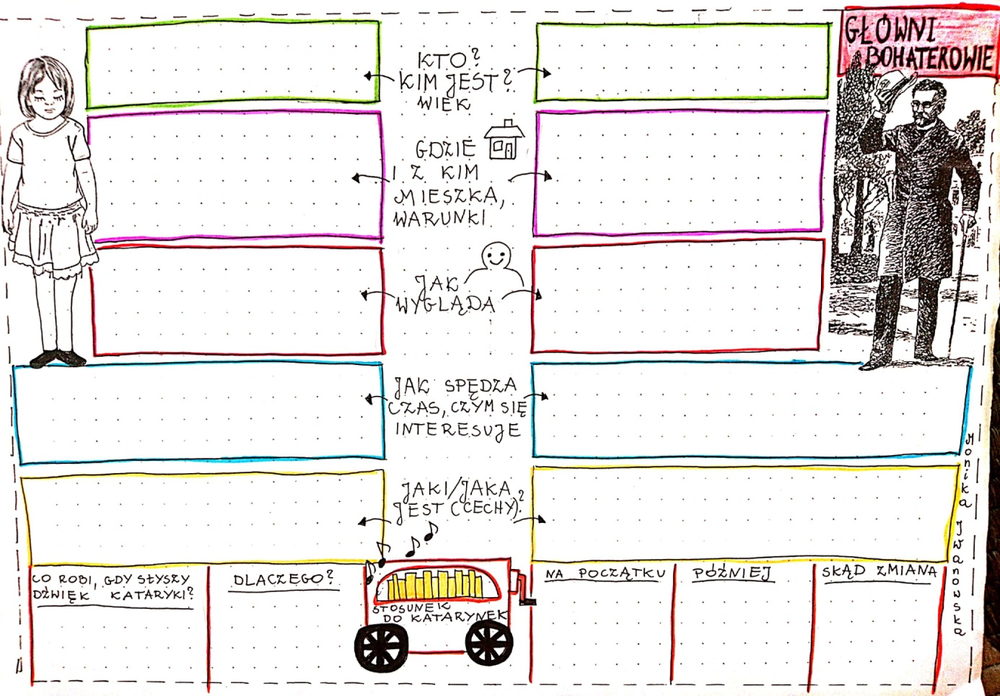 GŁÓWNI
BOHATEROWIE
KTO?
KIM JEST?
WIEK
GDZIE
I Z KIM
MIESZKA,
WARUNKI
JAK
WYGLĄDA
JAK SPĘDZA
CZAS, CZYM SIĘ
INTERESUJE
JAKI/JAKA
JEST (CECHY)?
CO ROBI, GDY SŁYSZY
DŹWIĘK KATARYKI?
DLACZEGO?
STOSUNEK
DO KATARYNEK
NA POCZĄTKU
PÓŹNIEJ
SKĄD ZMIANA
Monika Iwanowska